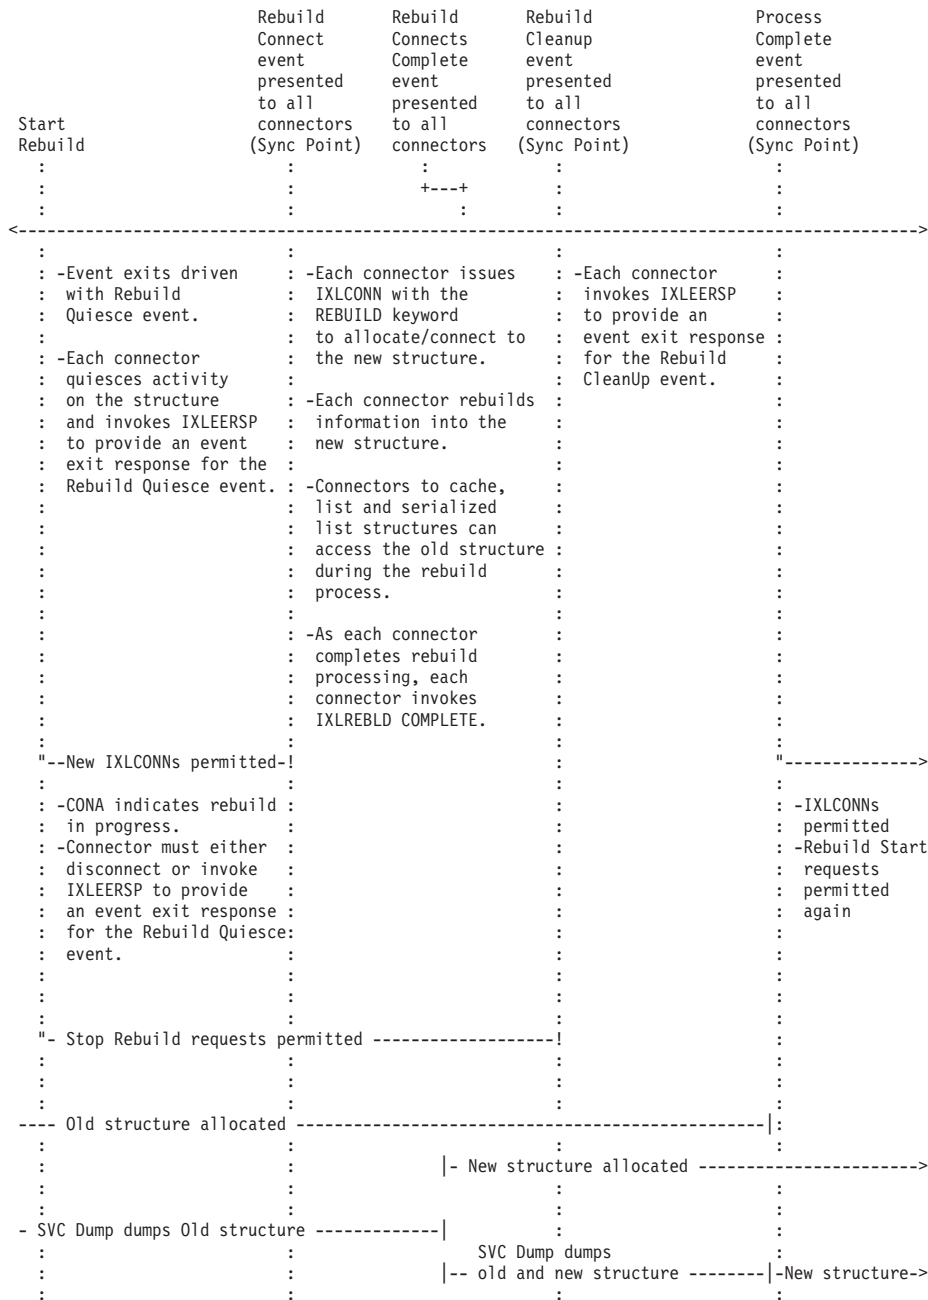 Rebuild        Rebuild       Rebuild                  Process
                              Connect        Connects      Cleanup                  Complete
                              event          Complete      event                    event
                              presented      event         presented                presented
                              to all         presented     to all                   to all
Start                         connectors     to all        connectors               connectors
Rebuild                      (Sync Point)    connectors   (Sync Point)             (Sync Point)
   :                             :             :             :                      :
   :                             :             +---+         :                      :
   :                             :                 :         :                      :
<---------------------------------------------------------------------------------------------->
   :                             :                           :                      :
   : -Event exits driven         : -Each connector issues    : -Each connector      :
   :  with Rebuild               :  IXLCONN with the         :  invokes IXLEERSP    :
   :  Quiesce event.             :  REBUILD keyword          :  to provide an       :
   :                             :  to allocate/connect to   :  event exit response :
   : -Each connector             :  the new structure.       :  for the Rebuild     :
   :  quiesces activity          :                           :  CleanUp event.      :
   :  on the structure           : -Each connector rebuilds  :                      :
   :  and invokes IXLEERSP       :  information into the     :                      :
   :  to provide an event        :  new structure.           :                      :
   :  exit response for the      :                           :                      :
   :  Rebuild Quiesce event.     : -Connectors to cache,     :                      :
   :                             :  list and serialized      :                      :
   :                             :  list structures can      :                      :
   :                             :  access the old structure :                      :
   :                             :  during the rebuild       :                      :
   :                             :  process.                 :                      :
   :                             :                           :                      :
   :                             : -As each connector        :                      :
   :                             :  completes rebuild        :                      :
   :                             :  processing, each         :                      :
   :                             :  connector invokes        :                      :
   :                             :  IXLREBLD COMPLETE.       :                      :
   :                             :                           :                      :
   "--New IXLCONNs permitted-!                               :                      "-------------->
   :                             :                           :                      :
   : -CONA indicates rebuild     :                           :                      : -IXLCONNs
   :  in progress.               :                           :                      :  permitted
   : -Connector must either      :                           :                      : -Rebuild Start
   :  disconnect or invoke       :                           :                      :  requests
   :  IXLEERSP to provide        :                           :                      :  permitted
   :  an event exit response     :                           :                      :  again
   :  for the Rebuild Quiesce:                               :                      :
   :  event.                     :                           :                      :
   :                             :                           :                      :
   :                             :                           :                      :
   :                             :                           :                      :
   "- Stop Rebuild requests permitted -------------------!                          :
   :                             :                           :                      :
   :                             :                           :                      :
   :                             :                           :                      :
---- Old structure allocated -------------------------------------------------|:
   :                             :                           :                      :
   :                             :               |- New structure allocated ----------------------->
   :                             :                           :                      :
   :                             :                           :                      :
- SVC Dump dumps Old structure -------------|                :                      :
   :                             :                  SVC Dump dumps                  :
   :                             :               |-- old and new structure --------|-New structure->
   :                             :                           :                      :